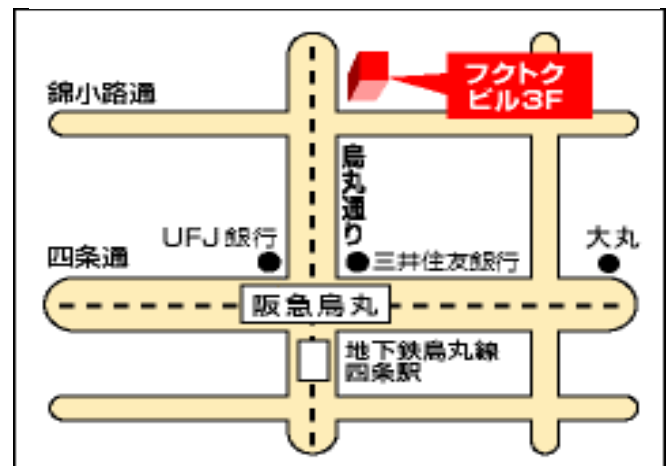 フクトク
ビル3F
錦小路通
烏丸通り
UFJ銀行
四条通
三井住友銀行
大丸
阪急烏丸
地下鉄烏丸線
四条駅